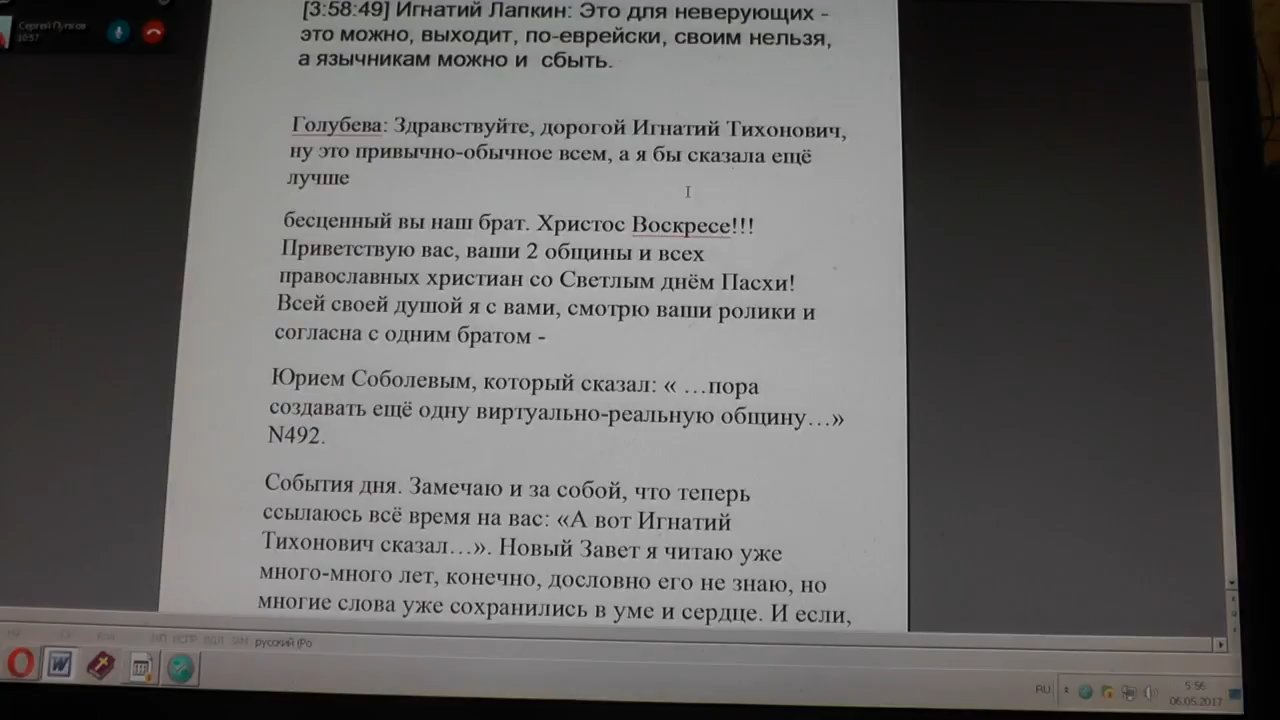 Сергей Пупков
10:57
[3:58:49] Игнатий Лапкин: Это для неверующих -
это можно, выходит, по-еврейски, своим нельзя,
а язычникам можно и сбыть.
Голубева: Здравствуйте, дорогой Игнатий Тихонович,
ну это привычно-обычное всем, а я бы сказала ещё
лучше
бесценный вы наш брат. Христос Воскресе!!!
Приветствую вас, ваши 2 общины и всех
православных христиан со Светлым днём Пасхи!
Всей своей душой я с вами, смотрю ваши ролики и
согласна с одним братом -
Юрием Соболевым, который сказал: « …пора
создавать ещё одну виртуально-реальную общину…»
N492.
События дня. Замечаю и за собой, что теперь
ссылаюсь всё время на вас: «А вот Игнатий
Тихонович сказал…». Новый Завет я читаю уже
много-много лет, конечно, дословно его не знаю, но
многие слова уже сохранились в уме и сердце. И если,
русский (Ро
RU
5:56
06.05.2017